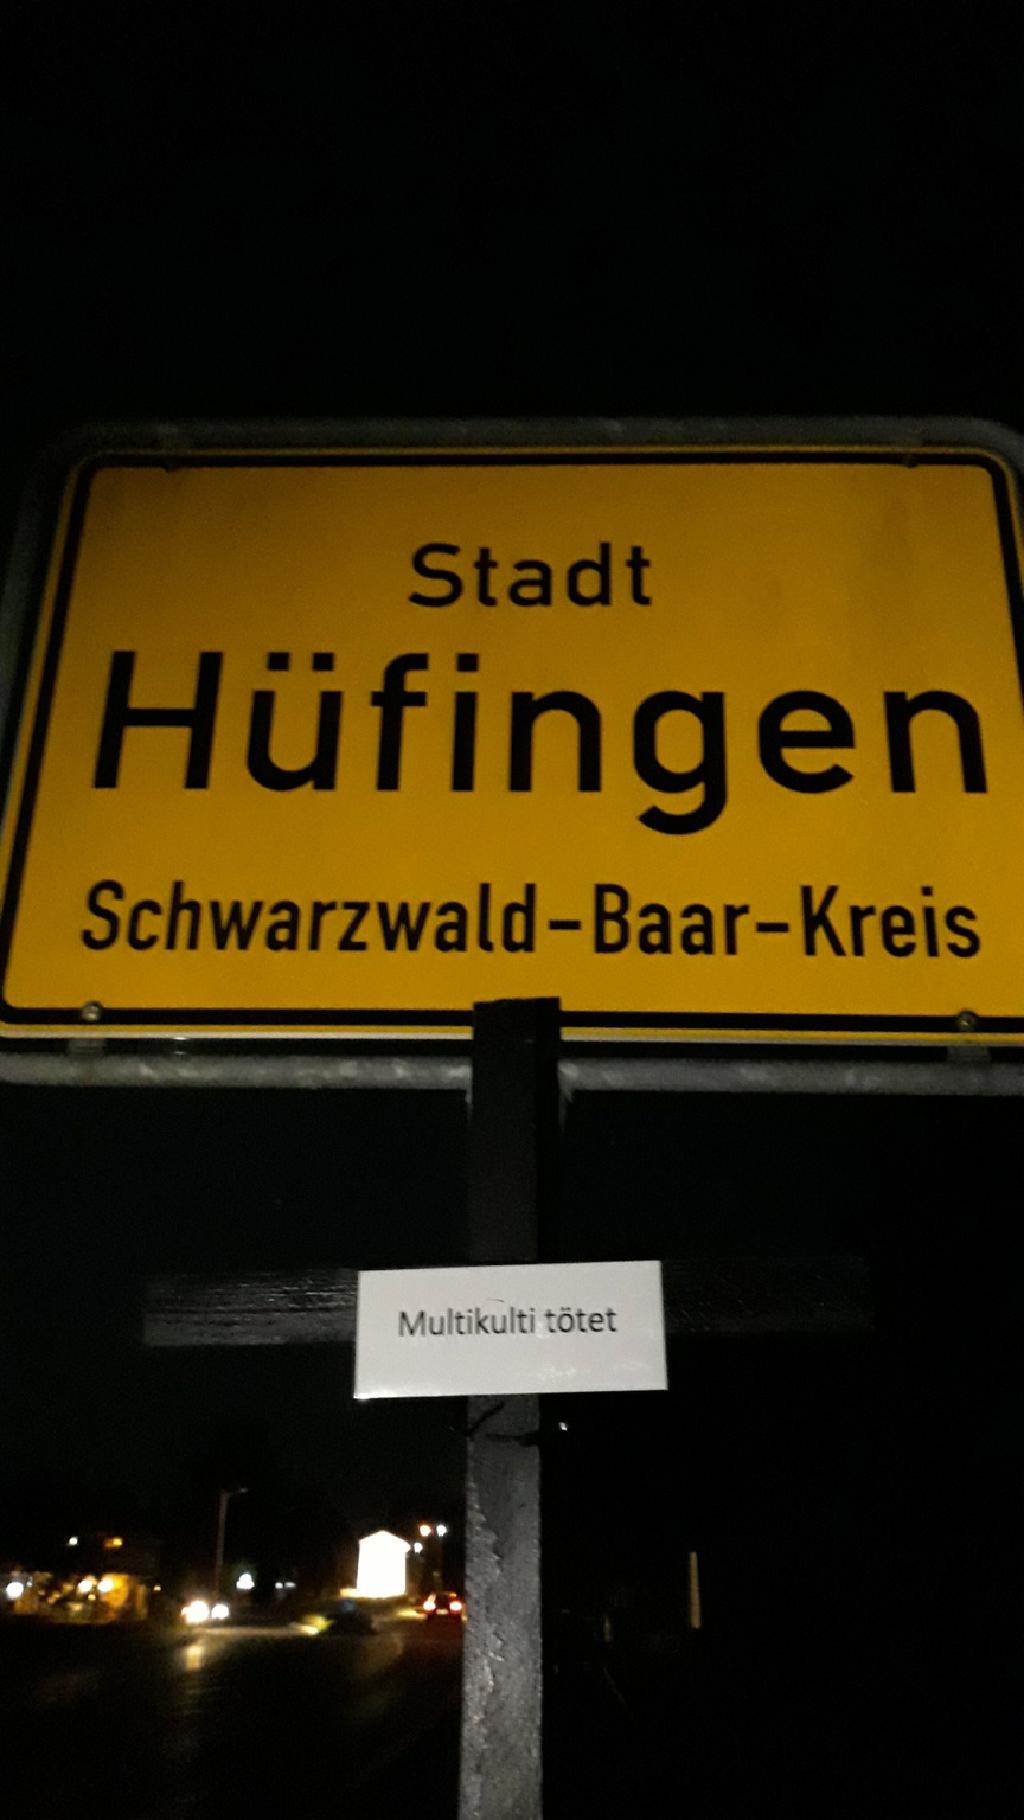 Stadt
Hüfingen
Schwarzwald-Baar-Kreis
Multikulti tötet